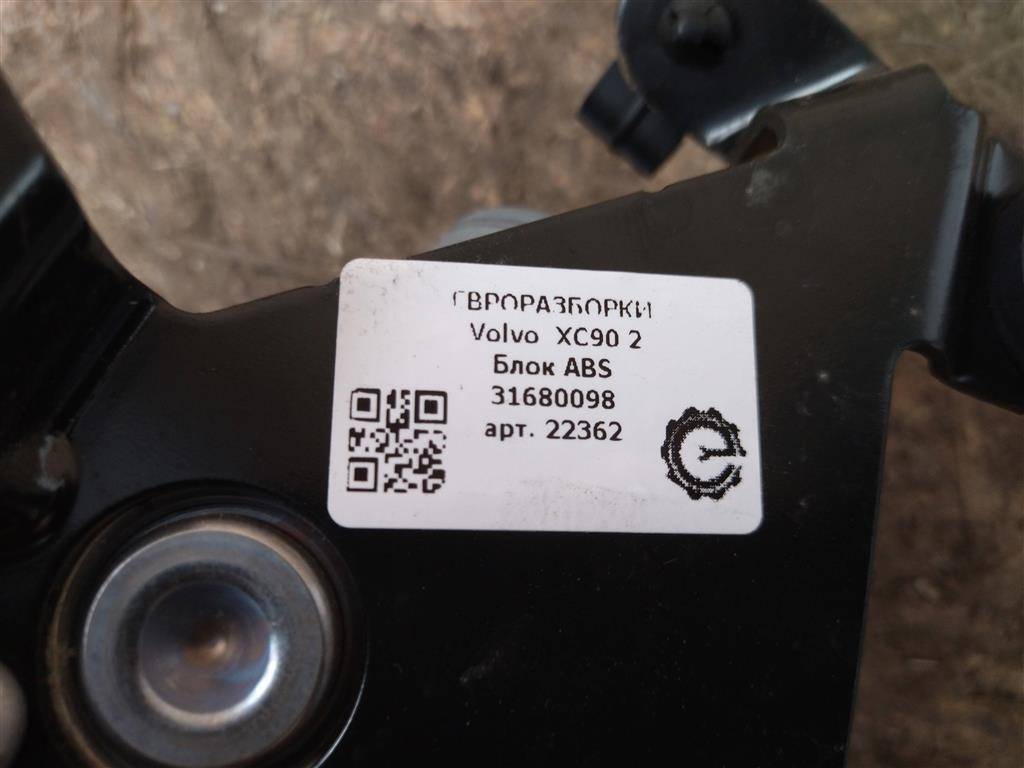 ЕВРОРАЗБОРКИ
Volvo XC90 2
Блок ABS
31680098
арт. 22362